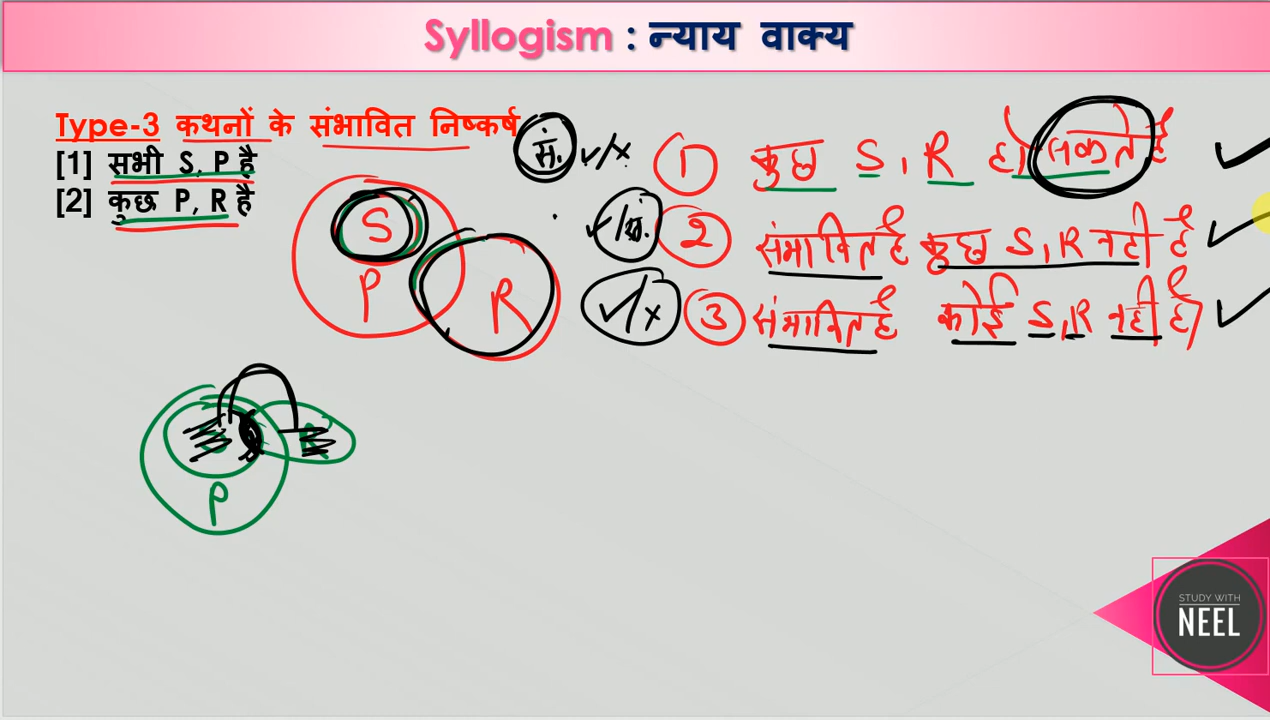 Syllogism : न्याय वाक्य
Type-3 कथनों के संभावित निष्कर्ष
[1] सभी S, P है
[2] कुछ P, R है
सं. ✓/×
① कुछ S, R हो सकते है ✓
✓/सं.
② संभावित है कुछ S, R नही है ✓
✓/×
③ संभावित है कोई S, R नही है ✓
S
P
R
P
STUDY WITH
NEEL